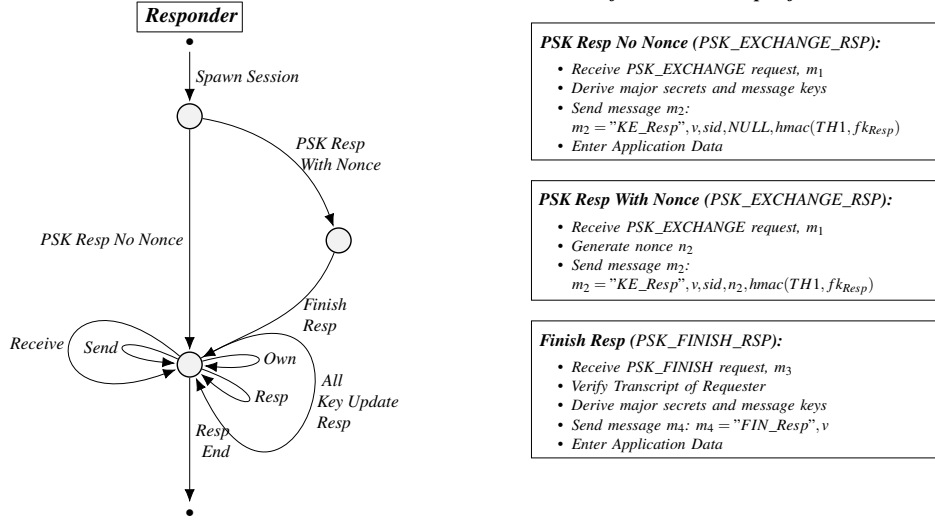 Responder
Spawn Session
PSK Resp
With Nonce
PSK Resp No Nonce
Finish
Resp
Receive
Send
Own
Resp
All
Key Update
Resp
Resp
End
PSK Resp No Nonce (PSK_EXCHANGE_RSP):
• Receive PSK_EXCHANGE request, m1
• Derive major secrets and message keys
• Send message m2:
m2 = "KE_Resp", v, sid, NULL, hmac(TH1, fkResp)
• Enter Application Data
PSK Resp With Nonce (PSK_EXCHANGE_RSP):
• Receive PSK_EXCHANGE request, m1
• Generate nonce n2
• Send message m2:
m2 = "KE_Resp", v, sid, n2, hmac(TH1, fkResp)
Finish Resp (PSK_FINISH_RSP):
• Receive PSK_FINISH request, m3
• Verify Transcript of Requester
• Derive major secrets and message keys
• Send message m4: m4 = "FIN_Resp", v
• Enter Application Data